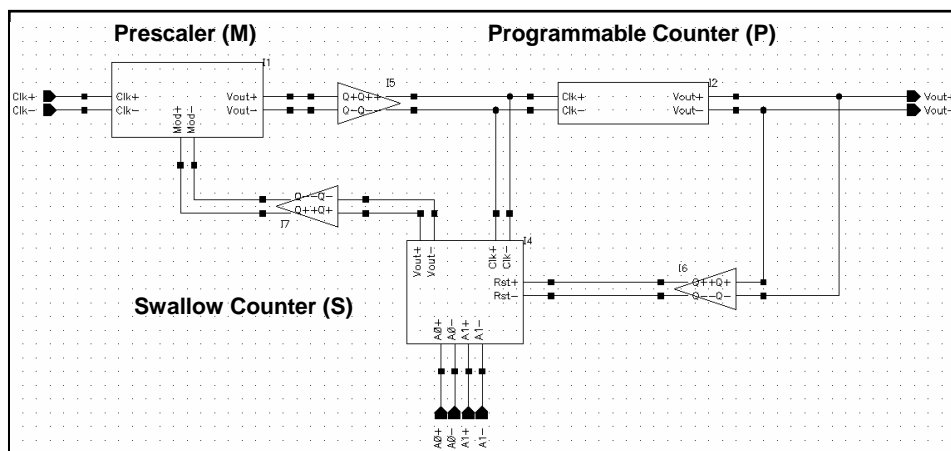 Prescaler (M)
Programmable Counter (P)
I1
I5
I2
Clk+
Clk-
Clk+
Clk-
Mod+
Mod-
Vout+
Vout-
Q+Q++
Q-Q--
Clk+
Clk-
Vout+
Vout-
Vout+
Vout-
Q--Q-
Q++Q+
I7
I4
Vout+
Vout-
Clk+
Clk-
I6
Q++Q+
Q--Q-
Rst+
Rst-
Swallow Counter (S)
A0+
A0-
A1+
A1-
A0+
A0-
A1+
A1-